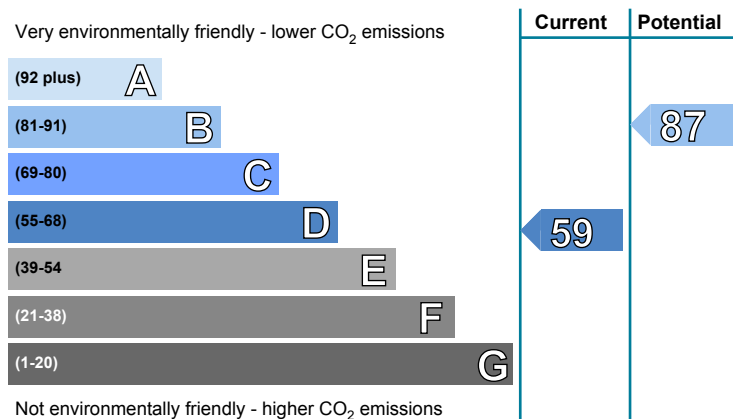 Very environmentally friendly - lower CO₂ emissions
Current Potential
(92 plus) A
(81-91) B
87
(69-80) C
(55-68) D
59
(39-54 E
(21-38) F
(1-20) G
Not environmentally friendly - higher CO₂ emissions